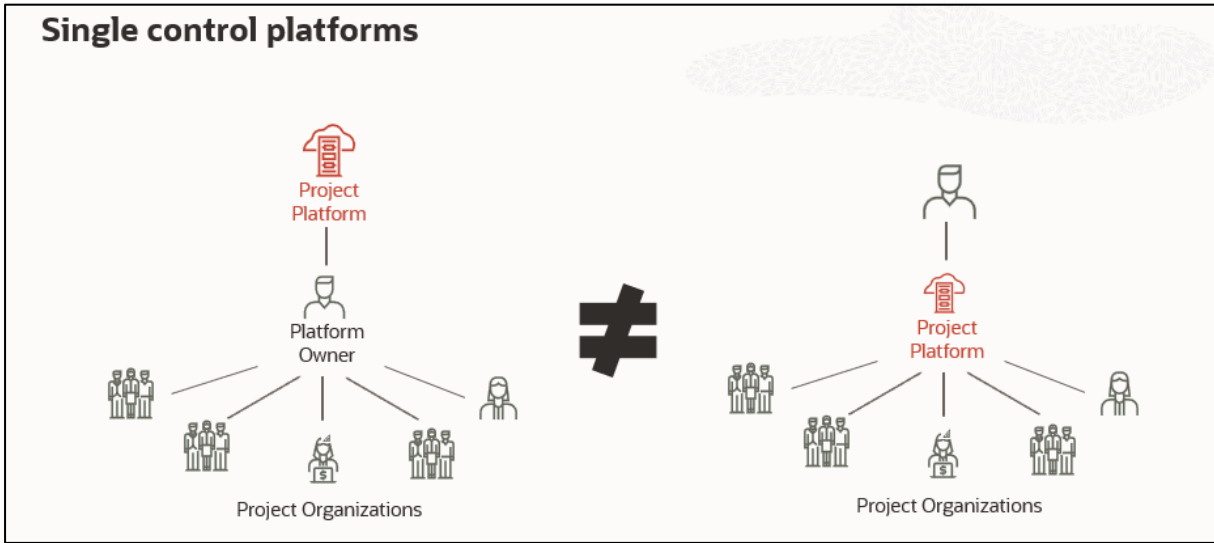 Single control platforms
Project
Platform
Platform
Owner
Project Organizations
≠
Project
Platform
Project Organizations
$
$